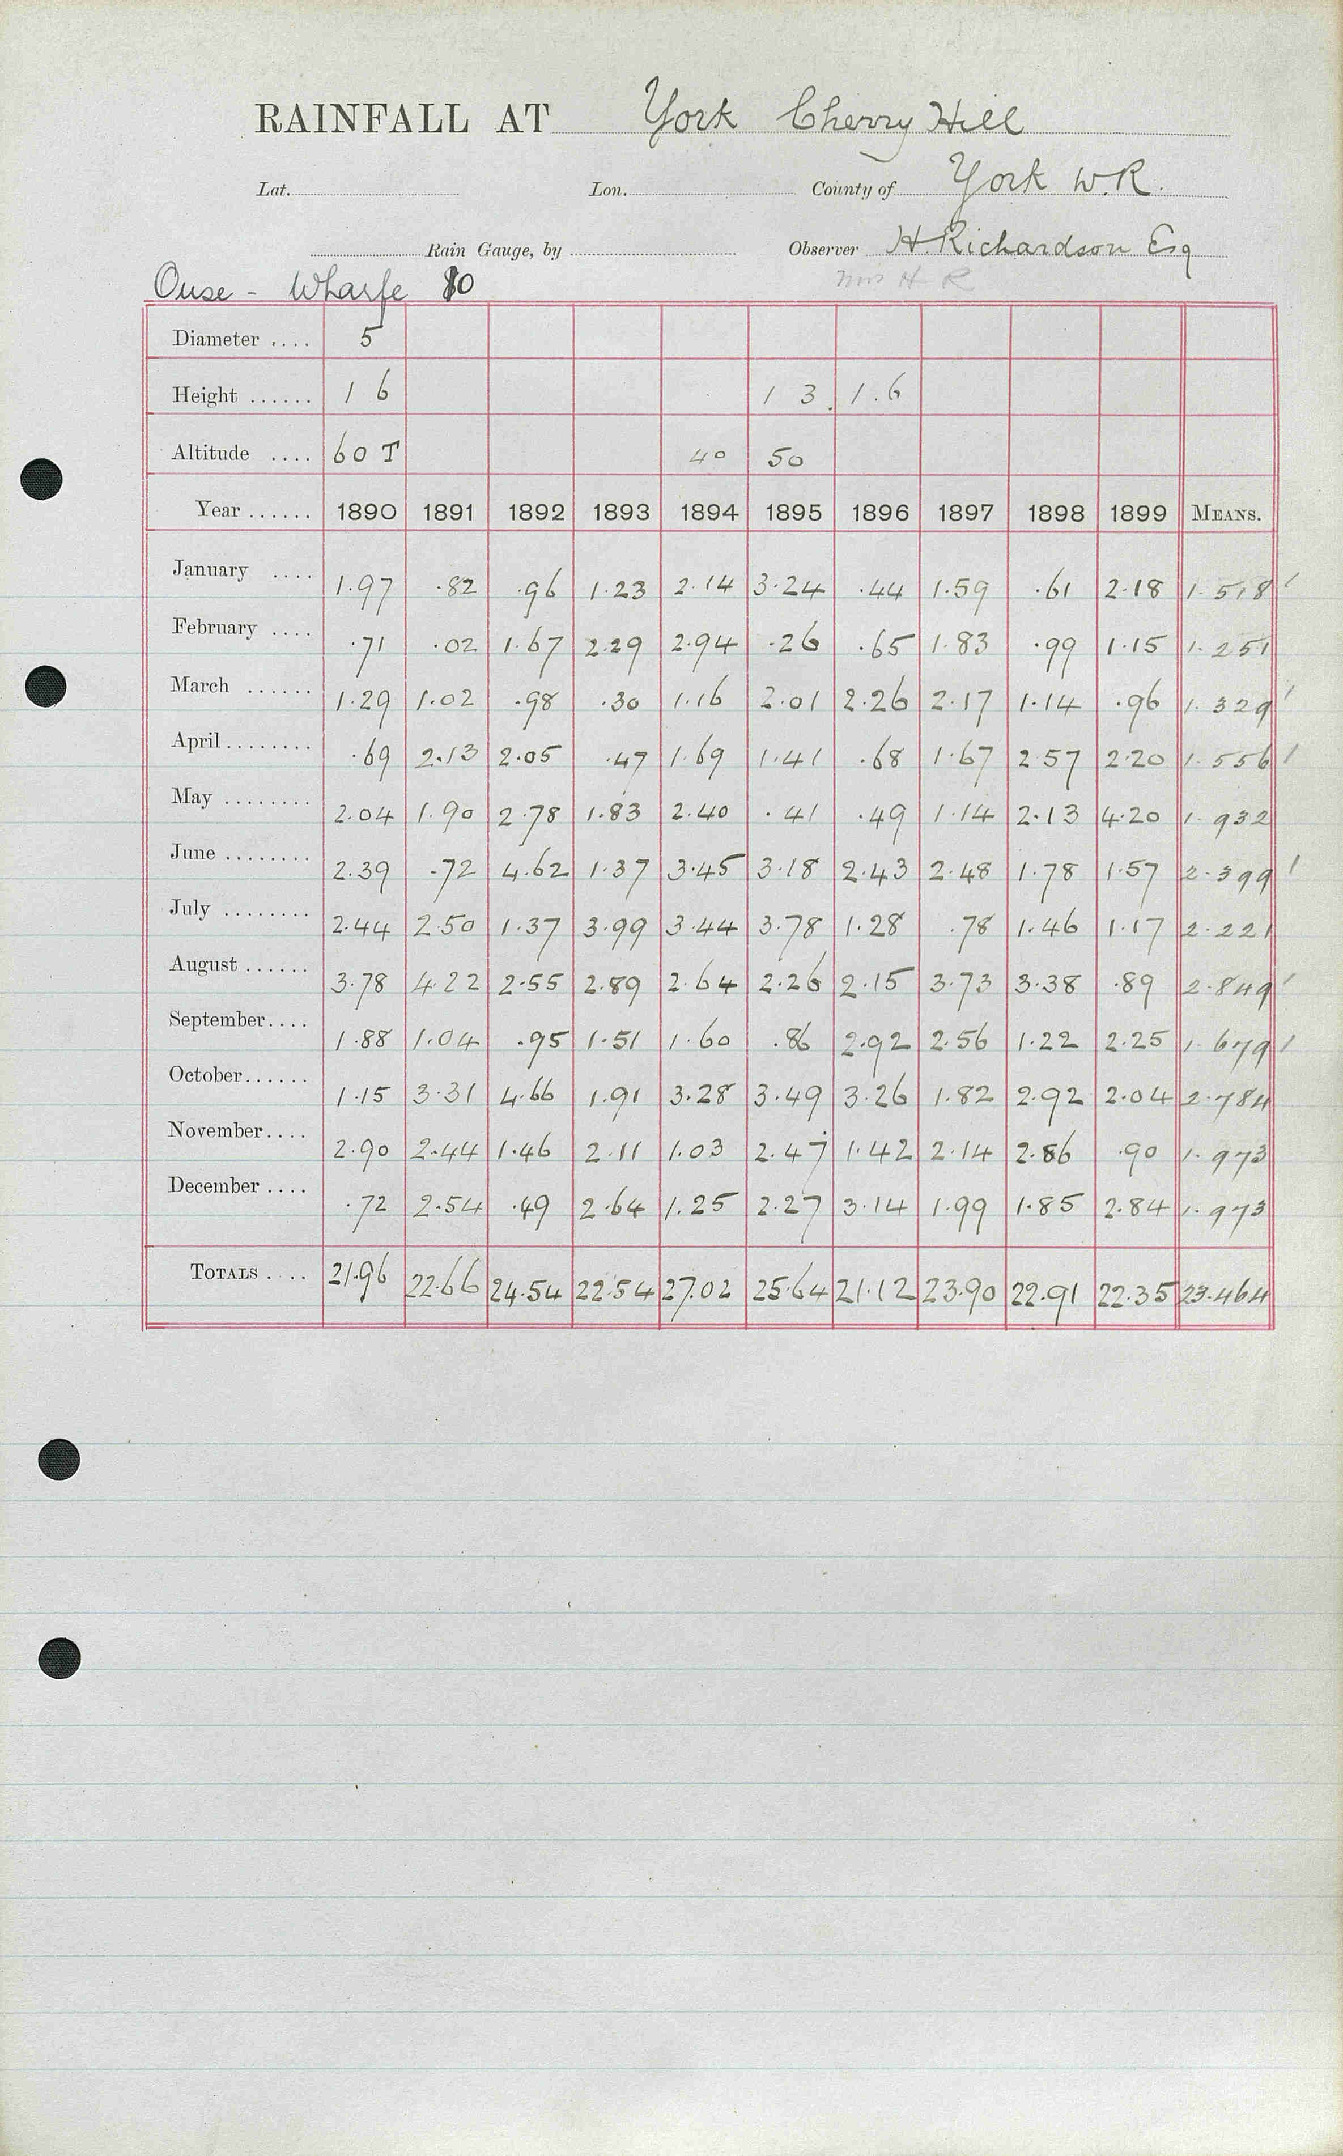 RAINFALL AT York Cherry Hill
Lat. Lon. County of York W.R.
Rain Gauge, by Observer H. Richardson Esq
Mrs H R
Ouse - Wharfe 10
Diameter .... 5
Height ...... 1 6 1 3 1.6
Altitude .... 60 T 40 50
Year ...... 1890 1891 1892 1893 1894 1895 1896 1897 1898 1899 MEANS.
January .... 1.97 .82 .96 1.23 2.14 3.24 .44 1.59 .61 2.18 1.518
February .... .71 .02 1.67 2.29 2.94 .26 .65 1.83 .99 1.15 1.251
March ...... 1.29 1.02 .98 .30 1.16 2.01 2.26 2.17 1.14 .96 1.329
April ........ .69 2.13 2.05 .47 1.69 1.41 .68 1.67 2.57 2.20 1.556
May ........ 2.04 1.90 2.78 1.83 2.40 .41 .49 1.14 2.13 4.20 1.932
June ........ 2.39 .72 4.62 1.37 3.45 3.18 2.43 2.48 1.78 1.57 2.399
July ........ 2.44 2.50 1.37 3.99 3.44 3.78 1.28 .78 1.46 1.17 2.221
August ...... 3.78 4.22 2.55 2.89 2.64 2.26 2.15 3.73 3.38 .89 2.849
September.... 1.88 1.04 .95 1.51 1.60 .86 2.92 2.56 1.22 2.25 1.679
October...... 1.15 3.31 4.66 1.91 3.28 3.49 3.26 1.82 2.92 2.04 2.784
November.... 2.90 2.44 1.46 2.11 1.03 2.47 1.42 2.14 2.86 .90 1.973
December .... .72 2.54 .49 2.64 1.25 2.27 3.14 1.99 1.85 2.84 1.973
TOTALS .... 21.96 22.66 24.54 22.54 27.02 25.64 21.12 23.90 22.91 22.35 23.464